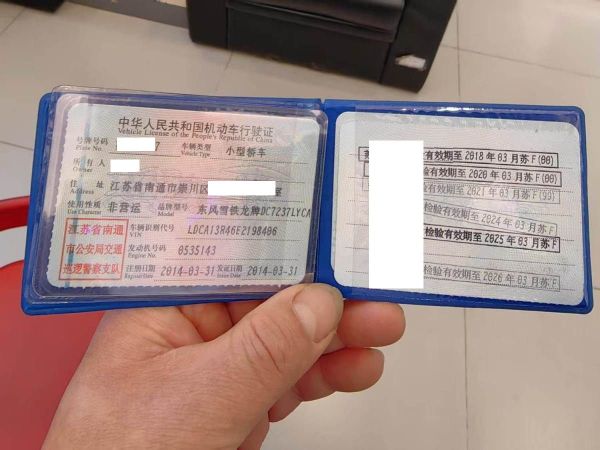 中华人民共和国机动车行驶证
Vehicle License of the People's Republic of China
号牌号码 7 车辆类型 小型轿车
Plate No. Vehicle Type
所有人
Owner
住址 江苏省南通市崇川区 室
Address
使用性质 非营运 品牌型号 东风雪铁龙牌DC7237LYCA
Use Character Model
江苏省南通
市公安局交通
巡逻警察支队
车辆识别代号 LDCA13R46E2198406
VIN
发动机号码 0535143
Engine No.
注册日期 2014-03-31 发证日期 2014-03-31
Register Date Issue Date
有效期至2018年03月苏F(00)
有效期至2020年03月苏F(00)
有效期至2021年03月苏F(93)
检验有效期至2024年03月苏F
检验有效期至2025年03月苏F
检验有效期至2026年03月苏F